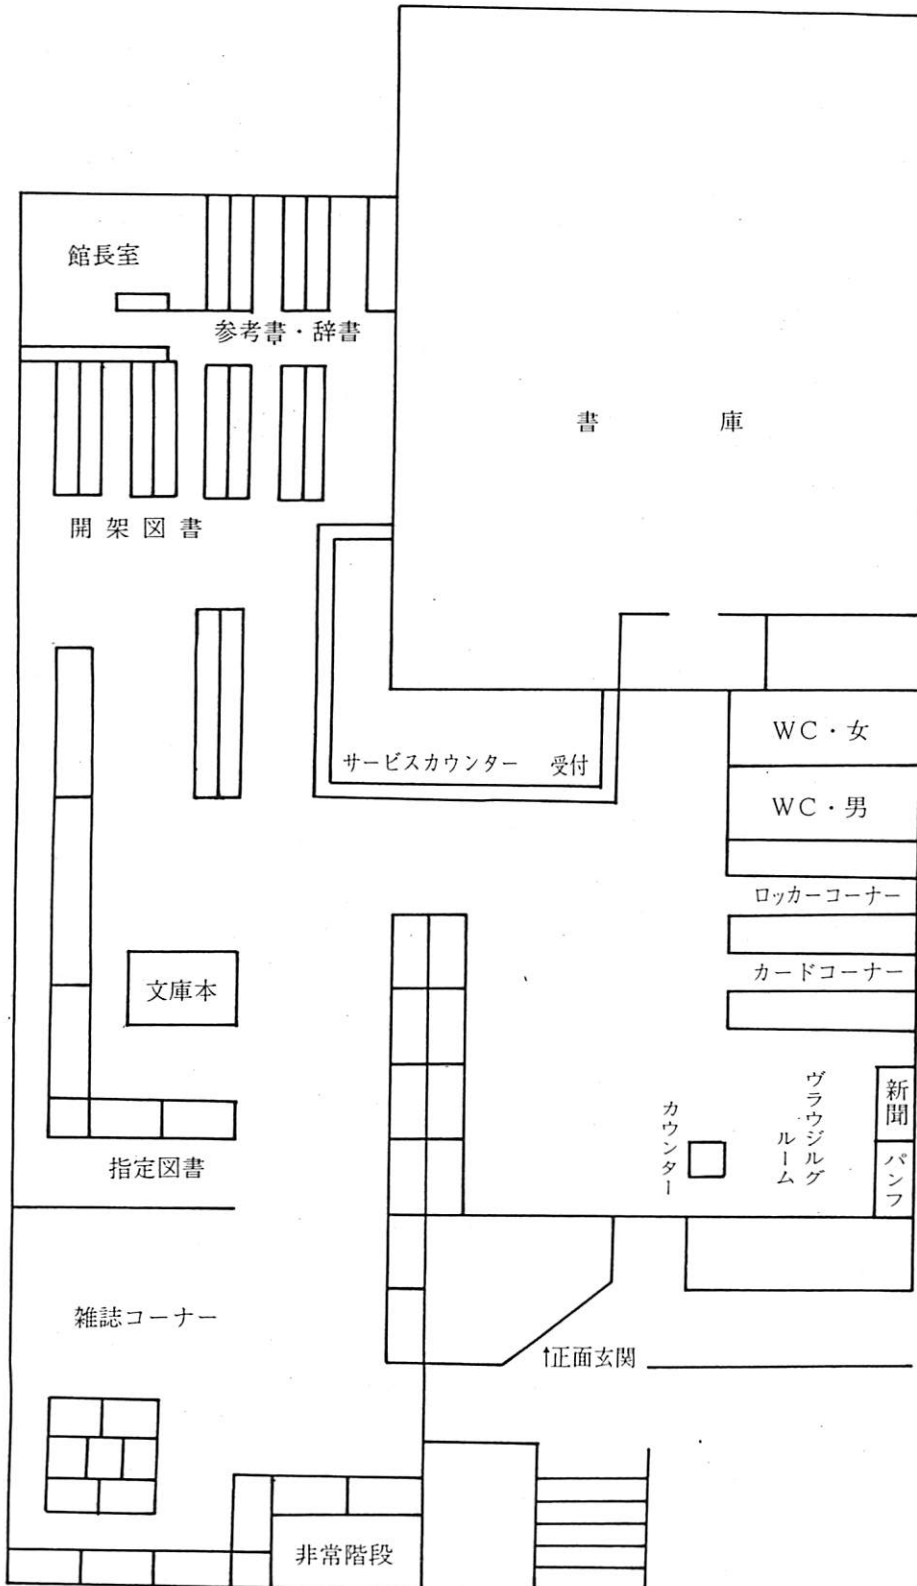 館長室
参考書・辞書
書庫
開架図書
サービスカウンター 受付
WC・女
WC・男
ロッカーコーナー
カードコーナー
文庫本
新聞
パンフ
ヴラウジルグ
ルーム
カウンター
指定図書
雑誌コーナー
↑正面玄関
非常階段